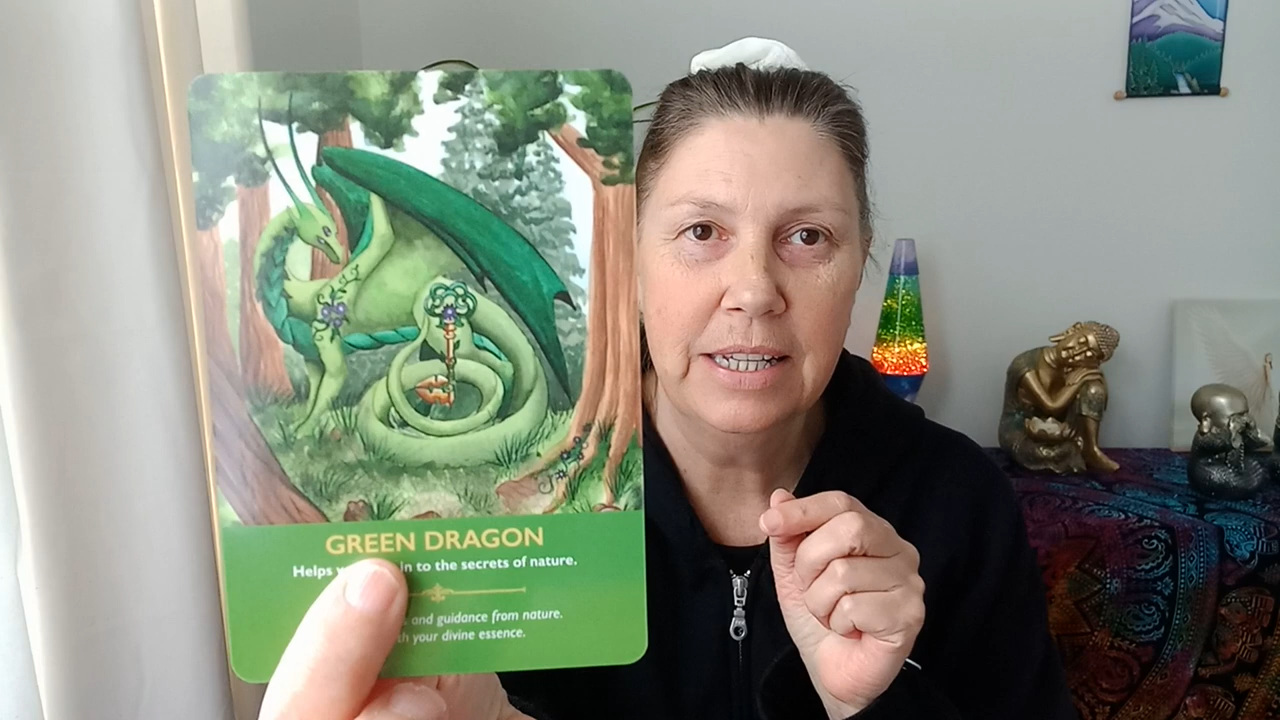 GREEN DRAGON
Helps in to the secrets of nature.
and guidance from nature.
your divine essence.